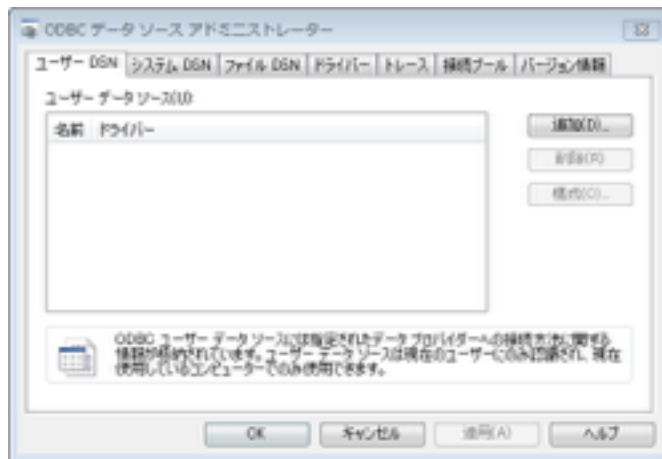 ODBC データ ソース アドミニストレーター
ユーザー DSN システム DSN ファイル DSN ドライバー トレース 接続プール バージョン情報
ユーザー データ ソース(U):
名前 ドライバー
追加(D)...
削除(R)
構成(C)...
ODBC ユーザー データ ソースには指定されたデータ プロバイダーへの接続方法に関する
情報が格納されています。ユーザー データ ソースは現在のユーザーにのみ認識され、現在
使用しているコンピューターでのみ使用できます。
OK キャンセル 適用(A) ヘルプ